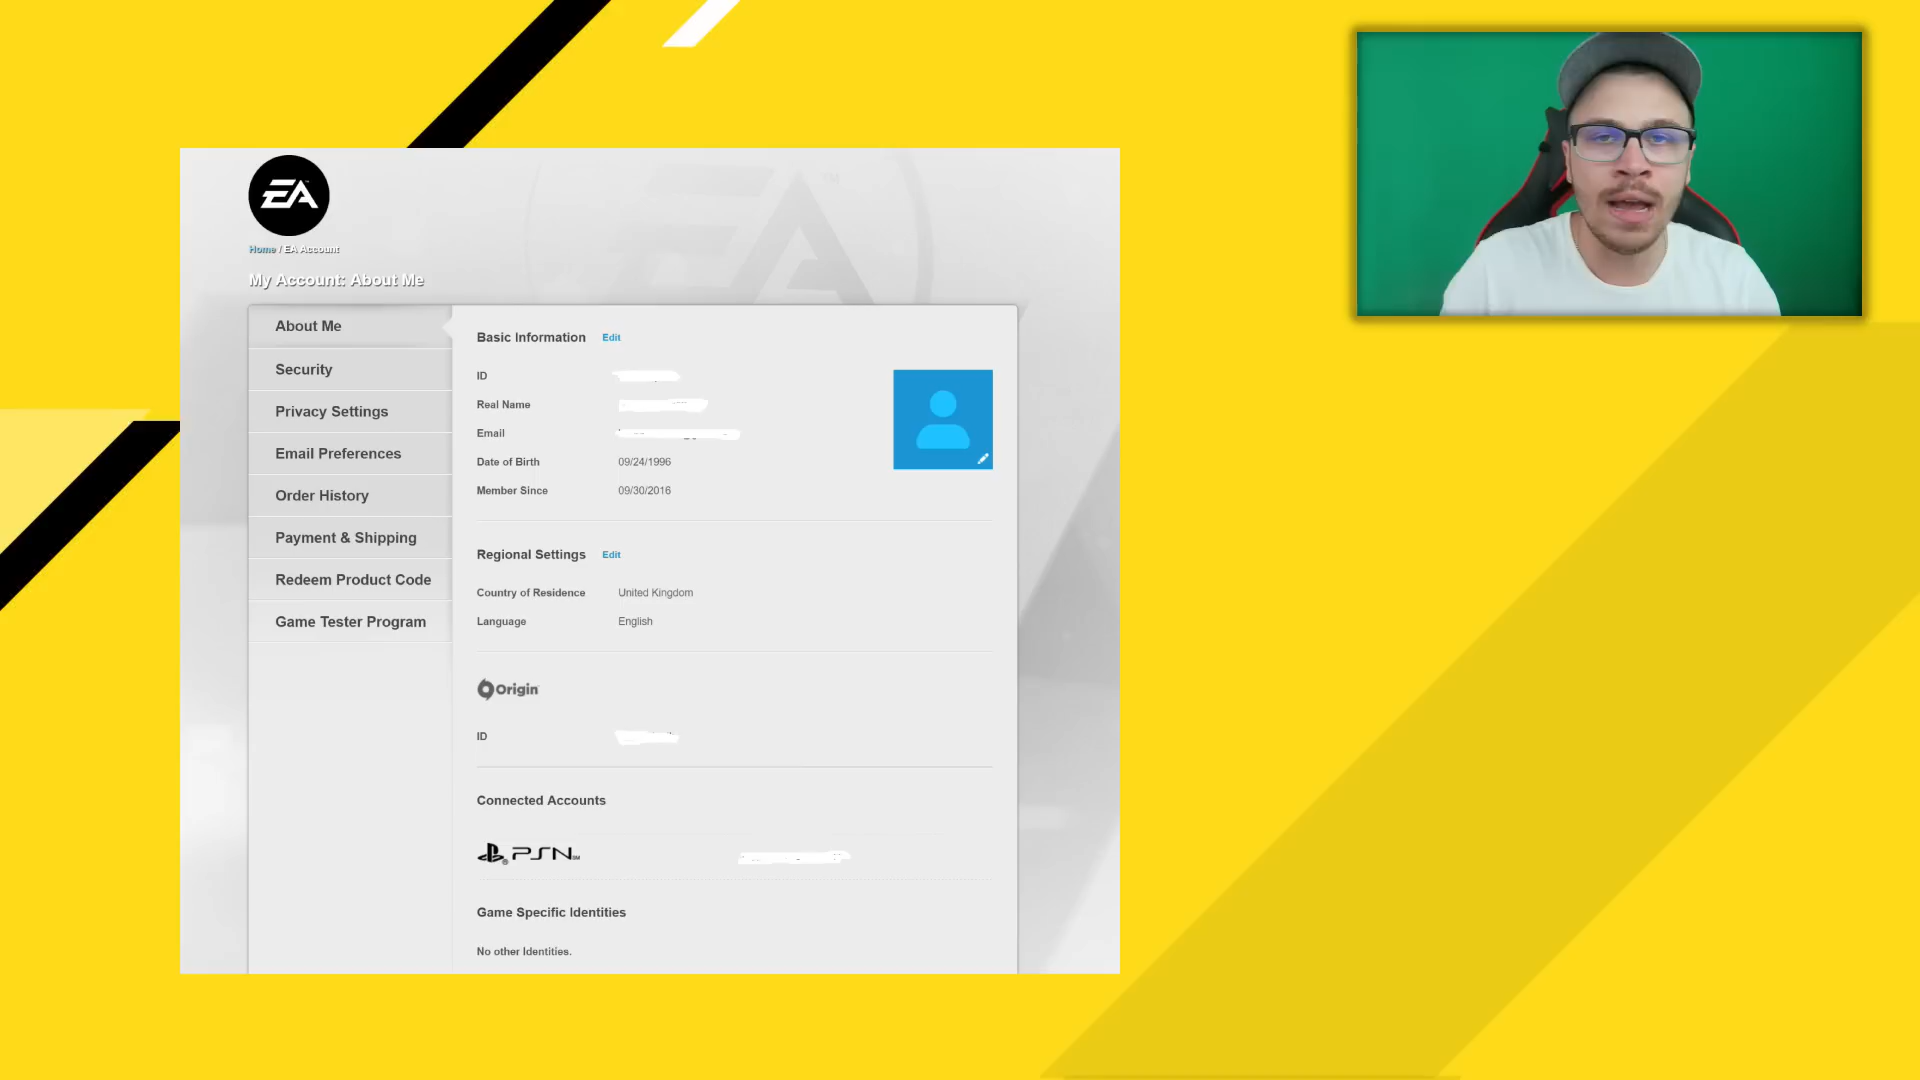 EA
Home / EA Account
My Account: About Me
About Me
Security
Privacy Settings
Email Preferences
Order History
Payment & Shipping
Redeem Product Code
Game Tester Program
Basic Information Edit
ID
Real Name
Email
Date of Birth 09/24/1996
Member Since 09/30/2016
Regional Settings Edit
Country of Residence United Kingdom
Language English
Origin
ID
Connected Accounts
PSN
Game Specific Identities
No other Identities.